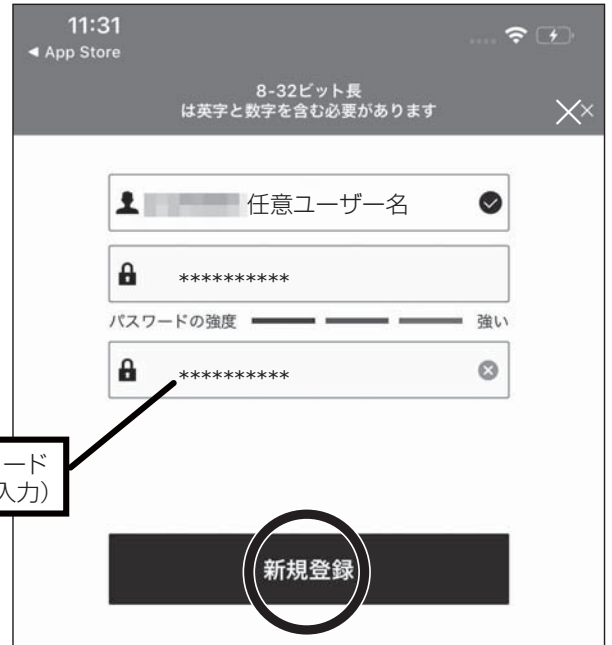 11:31
◀ App Store
8-32ビット長
は英字と数字を含む必要があります
任意ユーザー名
**********
パスワードの強度 強い
**********
ード
入力）
新規登録